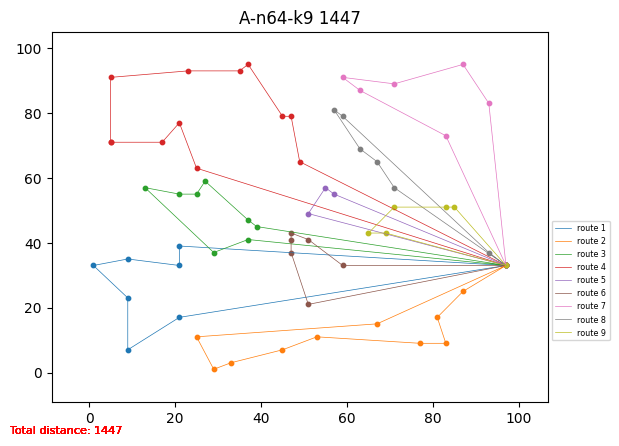 A-n64-k9 1447
100
80
60
40
20
0
0 20 40 60 80 100
route 1
route 2
route 3
route 4
route 5
route 6
route 7
route 8
route 9
Total distance: 1447